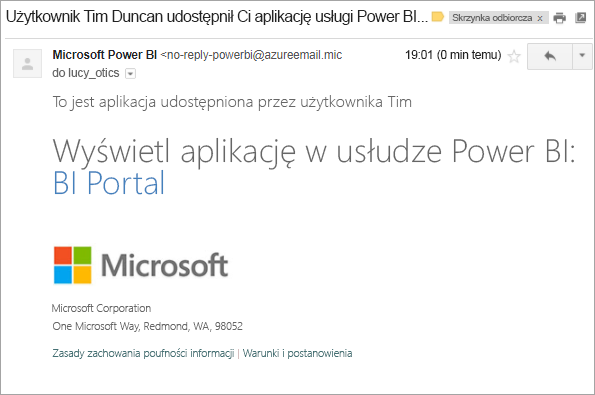 Użytkownik Tim Duncan udostępnił Ci aplikację usługi Power BI...
Skrzynka odbiorcza x
Microsoft Power BI <no-reply-powerbi@azureemail.mic
19:01 (0 min temu)
do lucy_otics
To jest aplikacja udostępniona przez użytkownika Tim
Wyświetl aplikację w usłudze Power BI:
BI Portal
Microsoft
Microsoft Corporation
One Microsoft Way, Redmond, WA, 98052
Zasady zachowania poufności informacji | Warunki i postanowienia